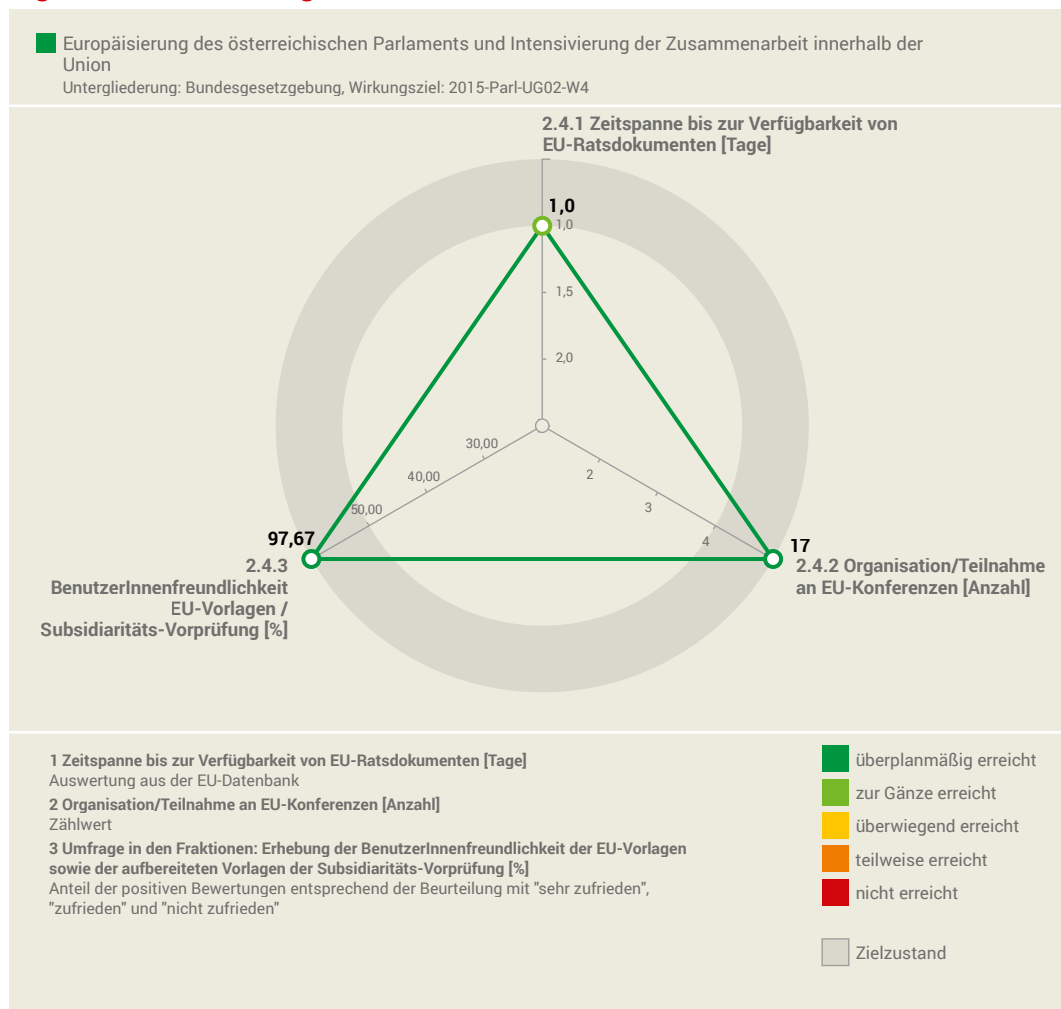 Europäisierung des österreichischen Parlaments und Intensivierung der Zusammenarbeit innerhalb der
Union
Untergliederung: Bundesgesetzgebung, Wirkungsziel: 2015-Parl-UG02-W4
2.4.1 Zeitspanne bis zur Verfügbarkeit von
EU-Ratsdokumenten [Tage]
1,0
1,0
1,5
2,0
30,00
40,00
50,00
2
3
4
97,67
2.4.3
BenutzerInnenfreundlichkeit
EU-Vorlagen /
Subsidiaritäts-Vorprüfung [%]
17
2.4.2 Organisation/Teilnahme
an EU-Konferenzen [Anzahl]
1 Zeitspanne bis zur Verfügbarkeit von EU-Ratsdokumenten [Tage]
Auswertung aus der EU-Datenbank
2 Organisation/Teilnahme an EU-Konferenzen [Anzahl]
Zählwert
3 Umfrage in den Fraktionen: Erhebung der BenutzerInnenfreundlichkeit der EU-Vorlagen
sowie der aufbereiteten Vorlagen der Subsidiaritäts-Vorprüfung [%]
Anteil der positiven Bewertungen entsprechend der Beurteilung mit "sehr zufrieden",
"zufrieden" und "nicht zufrieden"
überplanmäßig erreicht
zur Gänze erreicht
überwiegend erreicht
teilweise erreicht
nicht erreicht
Zielzustand